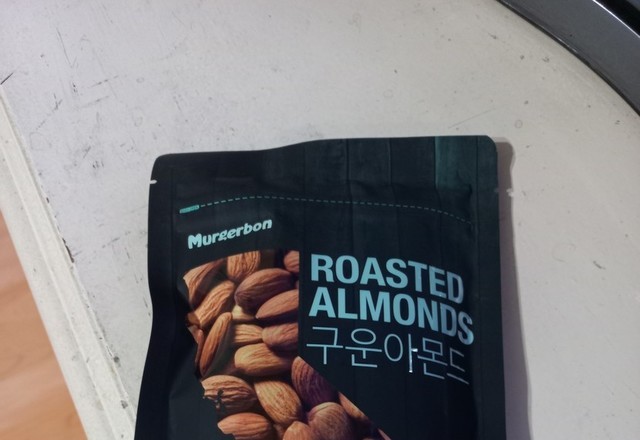 Murgerbon
ROASTED
ALMONDS
구운아몬드